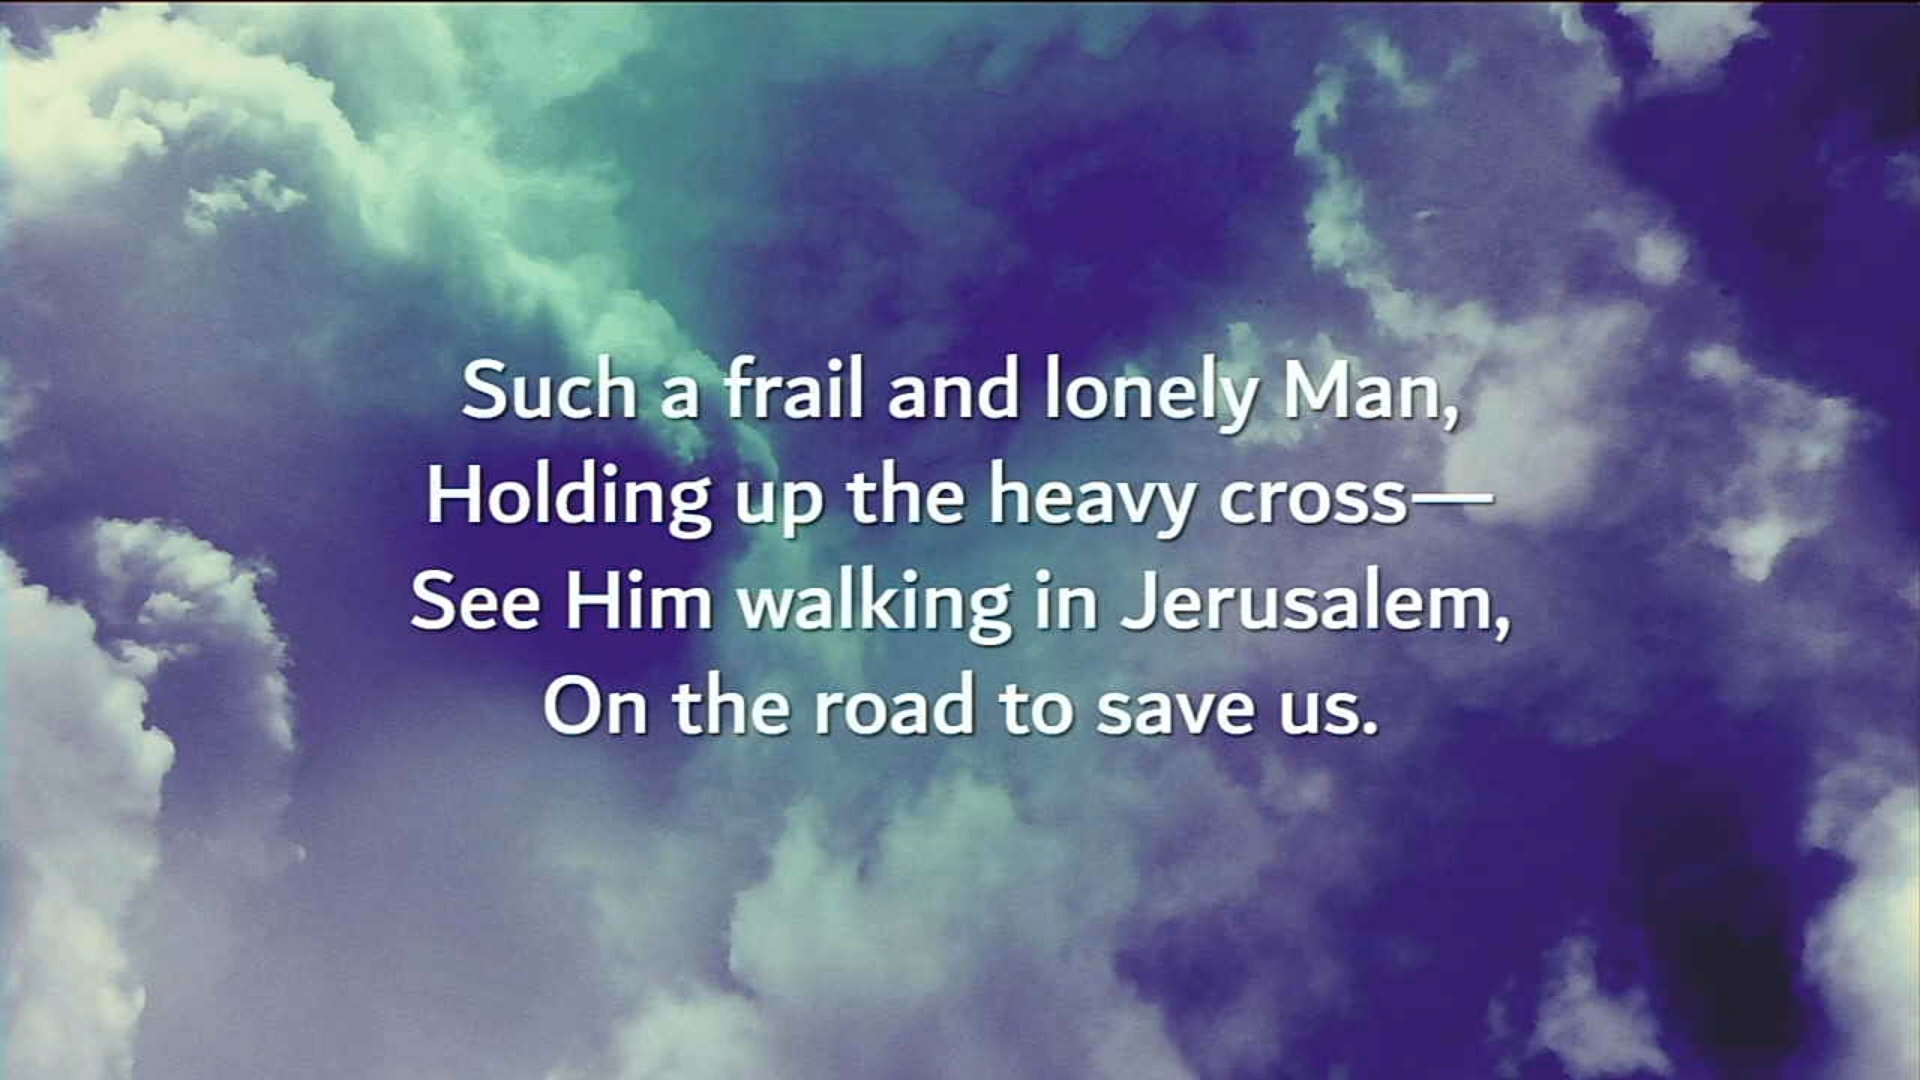 Such a frail and lonely Man,
Holding up the heavy cross—
See Him walking in Jerusalem,
On the road to save us.